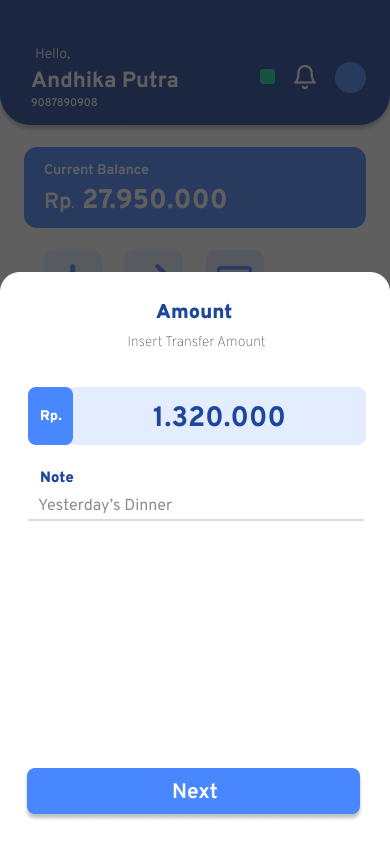 Hello,
Andhika Putra
9087890908
Current Balance
Rp. 27.950.000
Amount
Insert Transfer Amount
Rp. 1.320.000
Note
Yesterday's Dinner
Next